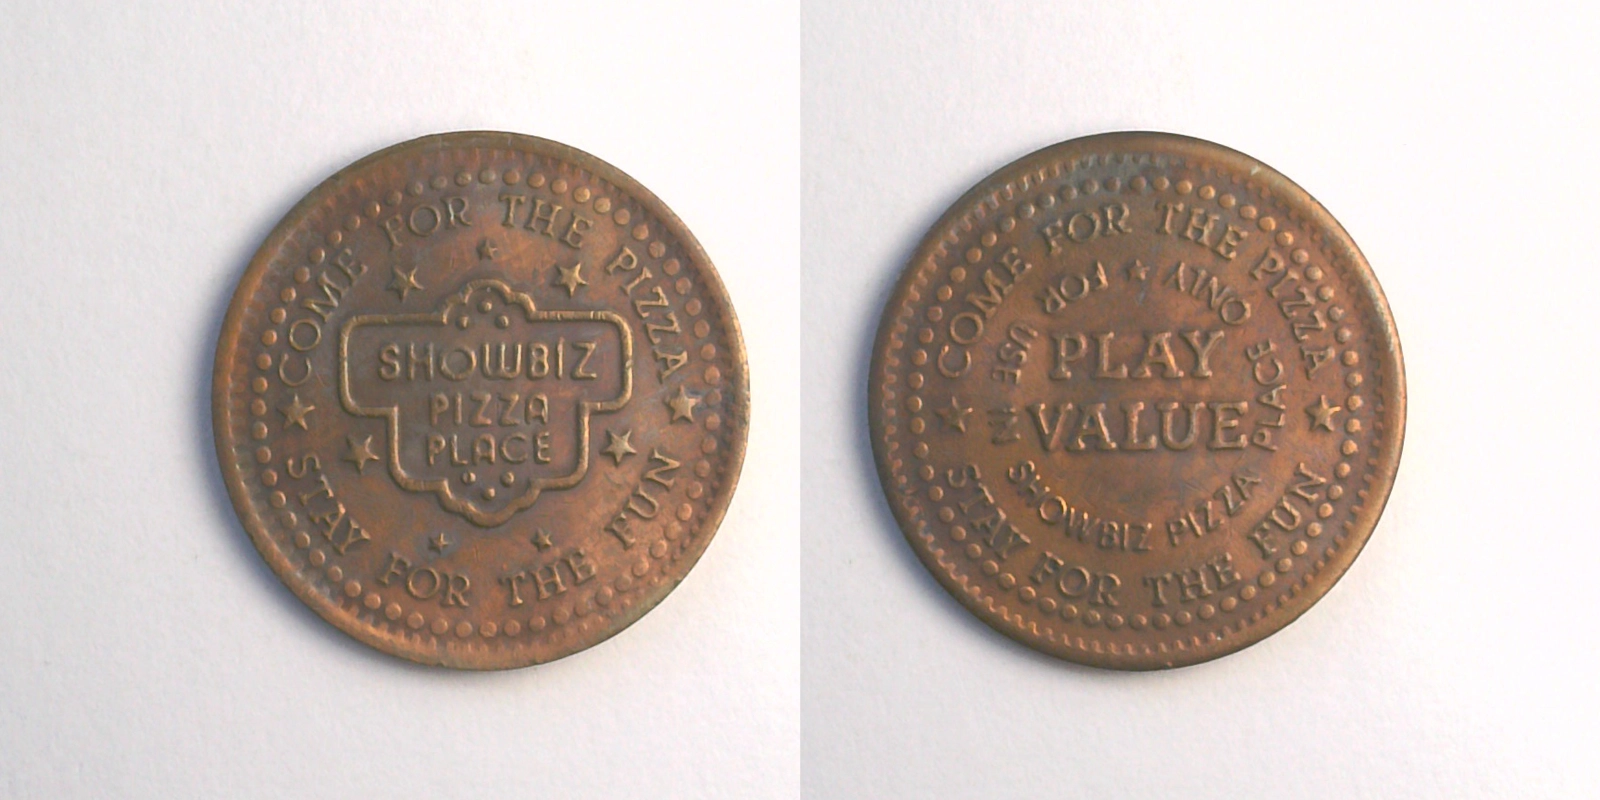 COME FOR THE PIZZA
SHOWBIZ
PIZZA
PLACE
STAY FOR THE FUN
COME FOR THE PIZZA
FOR ONLY
PLAY
VALUE
USE IN
SHOWBIZ PIZZA PLACE
STAY FOR THE FUN